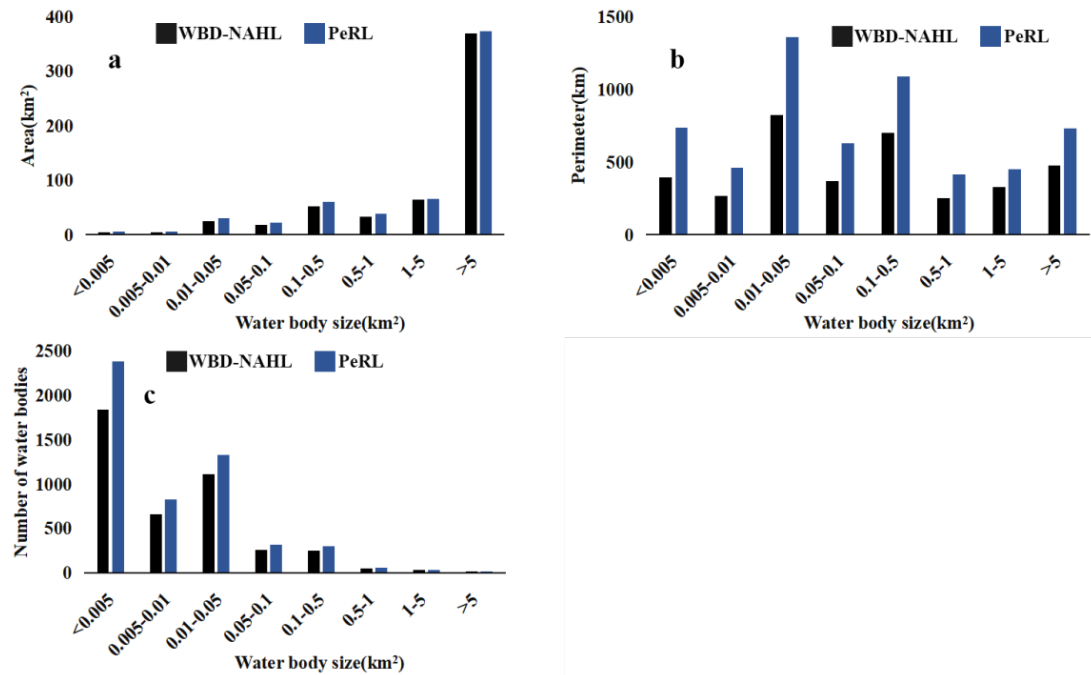 400
300
200
100
0
Area(km²)
WBD-NAHL PeRL
a
<0.005 0.005-0.01 0.01-0.05 0.05-0.1 0.1-0.5 0.5-1 1-5 >5
Water body size(km²)
1500
1000
500
0
Perimeter(km)
WBD-NAHL PeRL
b
<0.005 0.005-0.01 0.01-0.05 0.05-0.1 0.1-0.5 0.5-1 1-5 >5
Water body size(km²)
2500
2000
1500
1000
500
0
Number of water bodies
WBD-NAHL PeRL
c
<0.005 0.005-0.01 0.01-0.05 0.05-0.1 0.1-0.5 0.5-1 1-5 >5
Water body size(km²)